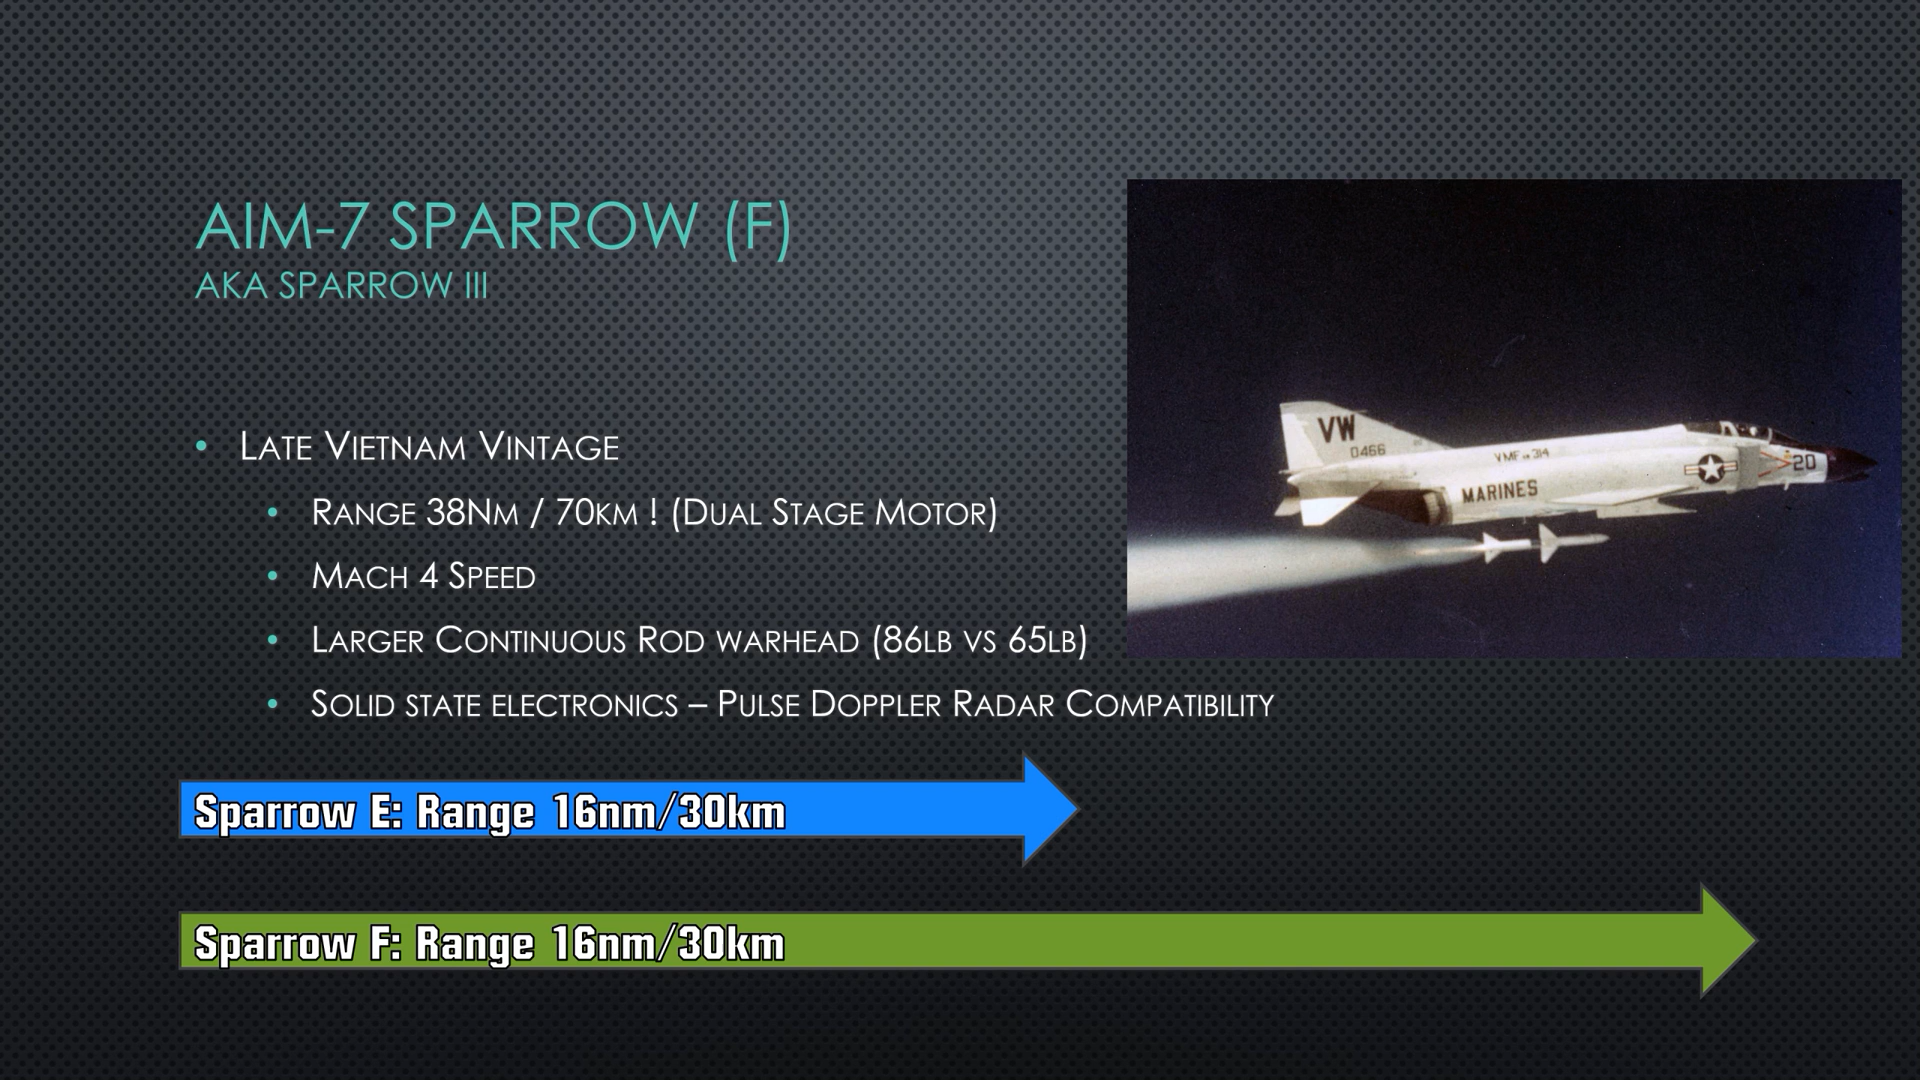 AIM-7 SPARROW (F)
AKA SPARROW III
• LATE VIETNAM VINTAGE
• RANGE 38NM / 70KM ! (DUAL STAGE MOTOR)
• MACH 4 SPEED
• LARGER CONTINUOUS ROD WARHEAD (86LB VS 65LB)
• SOLID STATE ELECTRONICS – PULSE DOPPLER RADAR COMPATIBILITY
VW
0466
VMF 314
MARINES
20
Sparrow E: Range 16nm/30km
Sparrow F: Range 16nm/30km